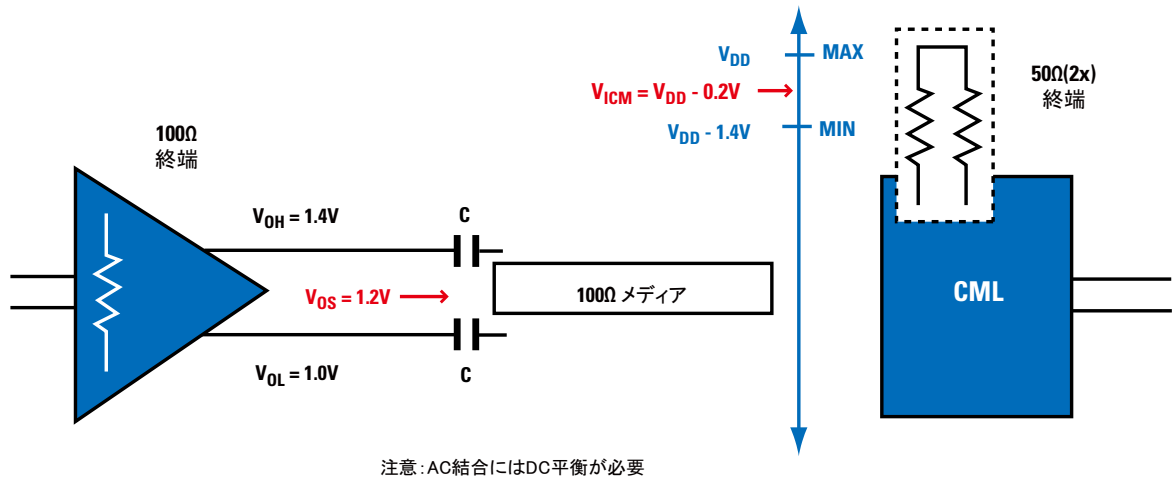 100Ω
終端
V_OH = 1.4V
C
V_OS = 1.2V
V_OL = 1.0V
C
100Ω メディア
V_DD
MAX
V_ICM = V_DD - 0.2V
V_DD - 1.4V
MIN
50Ω(2x)
終端
CML
注意:AC結合にはDC平衡が必要